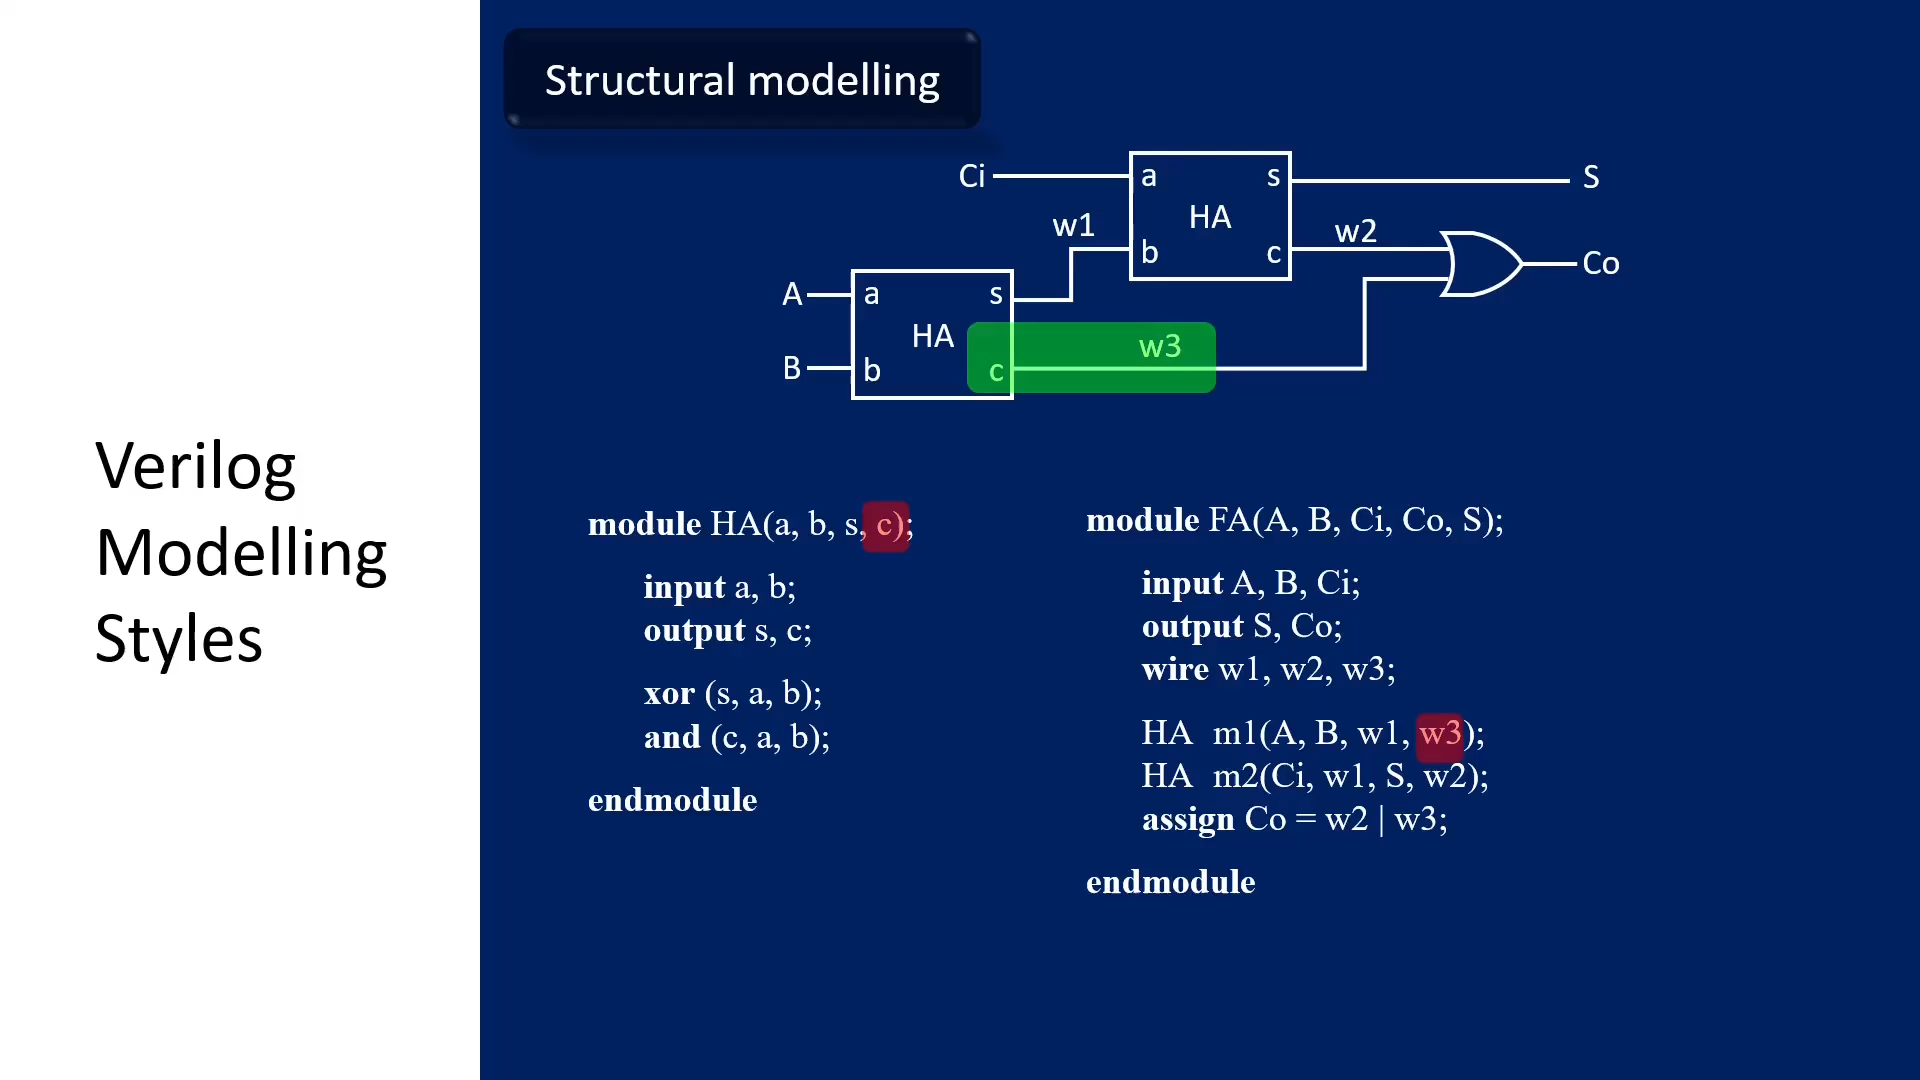 Verilog
Modelling
Styles
Structural modelling
Ci
a
s
S
HA
w1
w2
b
c
Co
A
a
s
HA
w3
B
b
c
module HA(a, b, s, c);
input a, b;
output s, c;
xor (s, a, b);
and (c, a, b);
endmodule
module FA(A, B, Ci, Co, S);
input A, B, Ci;
output S, Co;
wire w1, w2, w3;
HA m1(A, B, w1, w3);
HA m2(Ci, w1, S, w2);
assign Co = w2 | w3;
endmodule